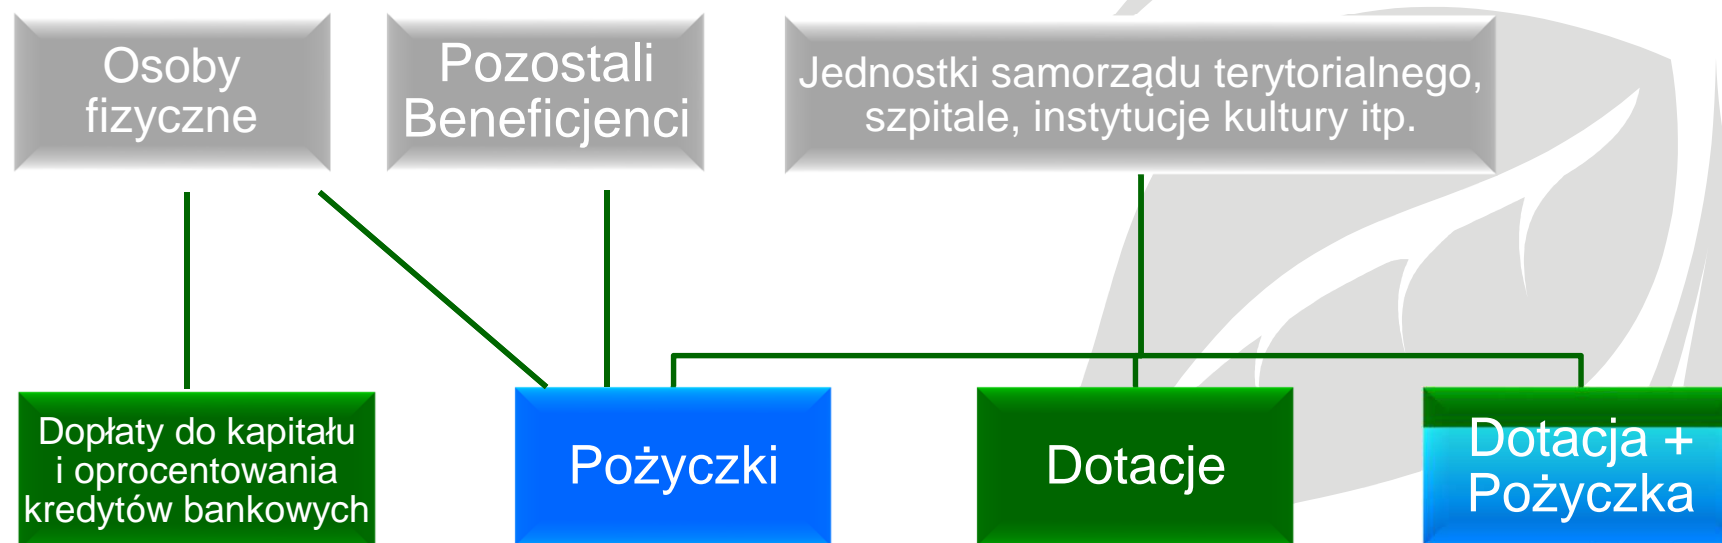 Osoby
fizyczne
Pozostali
Beneficjenci
Jednostki samorządu terytorialnego,
szpitale, instytucje kultury itp.
Dopłaty do kapitału
i oprocentowania
kredytów bankowych
Pożyczki
Dotacje
Dotacja +
Pożyczka